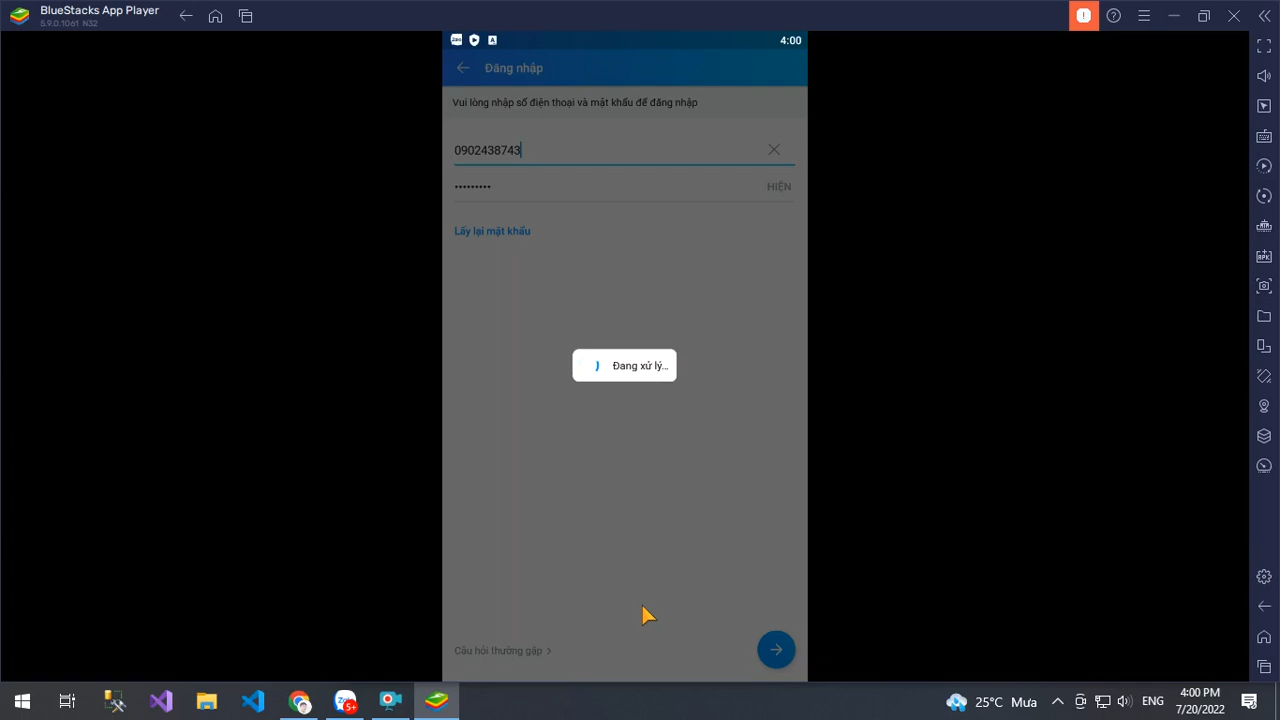 BlueStacks App Player
5.9.0.1061 N32
4:00
Đăng nhập
Vui lòng nhập số điện thoại và mật khẩu để đăng nhập
0902438743
HIỆN
Lấy lại mật khẩu
Đang xử lý...
Câu hỏi thường gặp
Zalo
5+
25°C Mưa
ENG
4:00 PM
7/20/2022